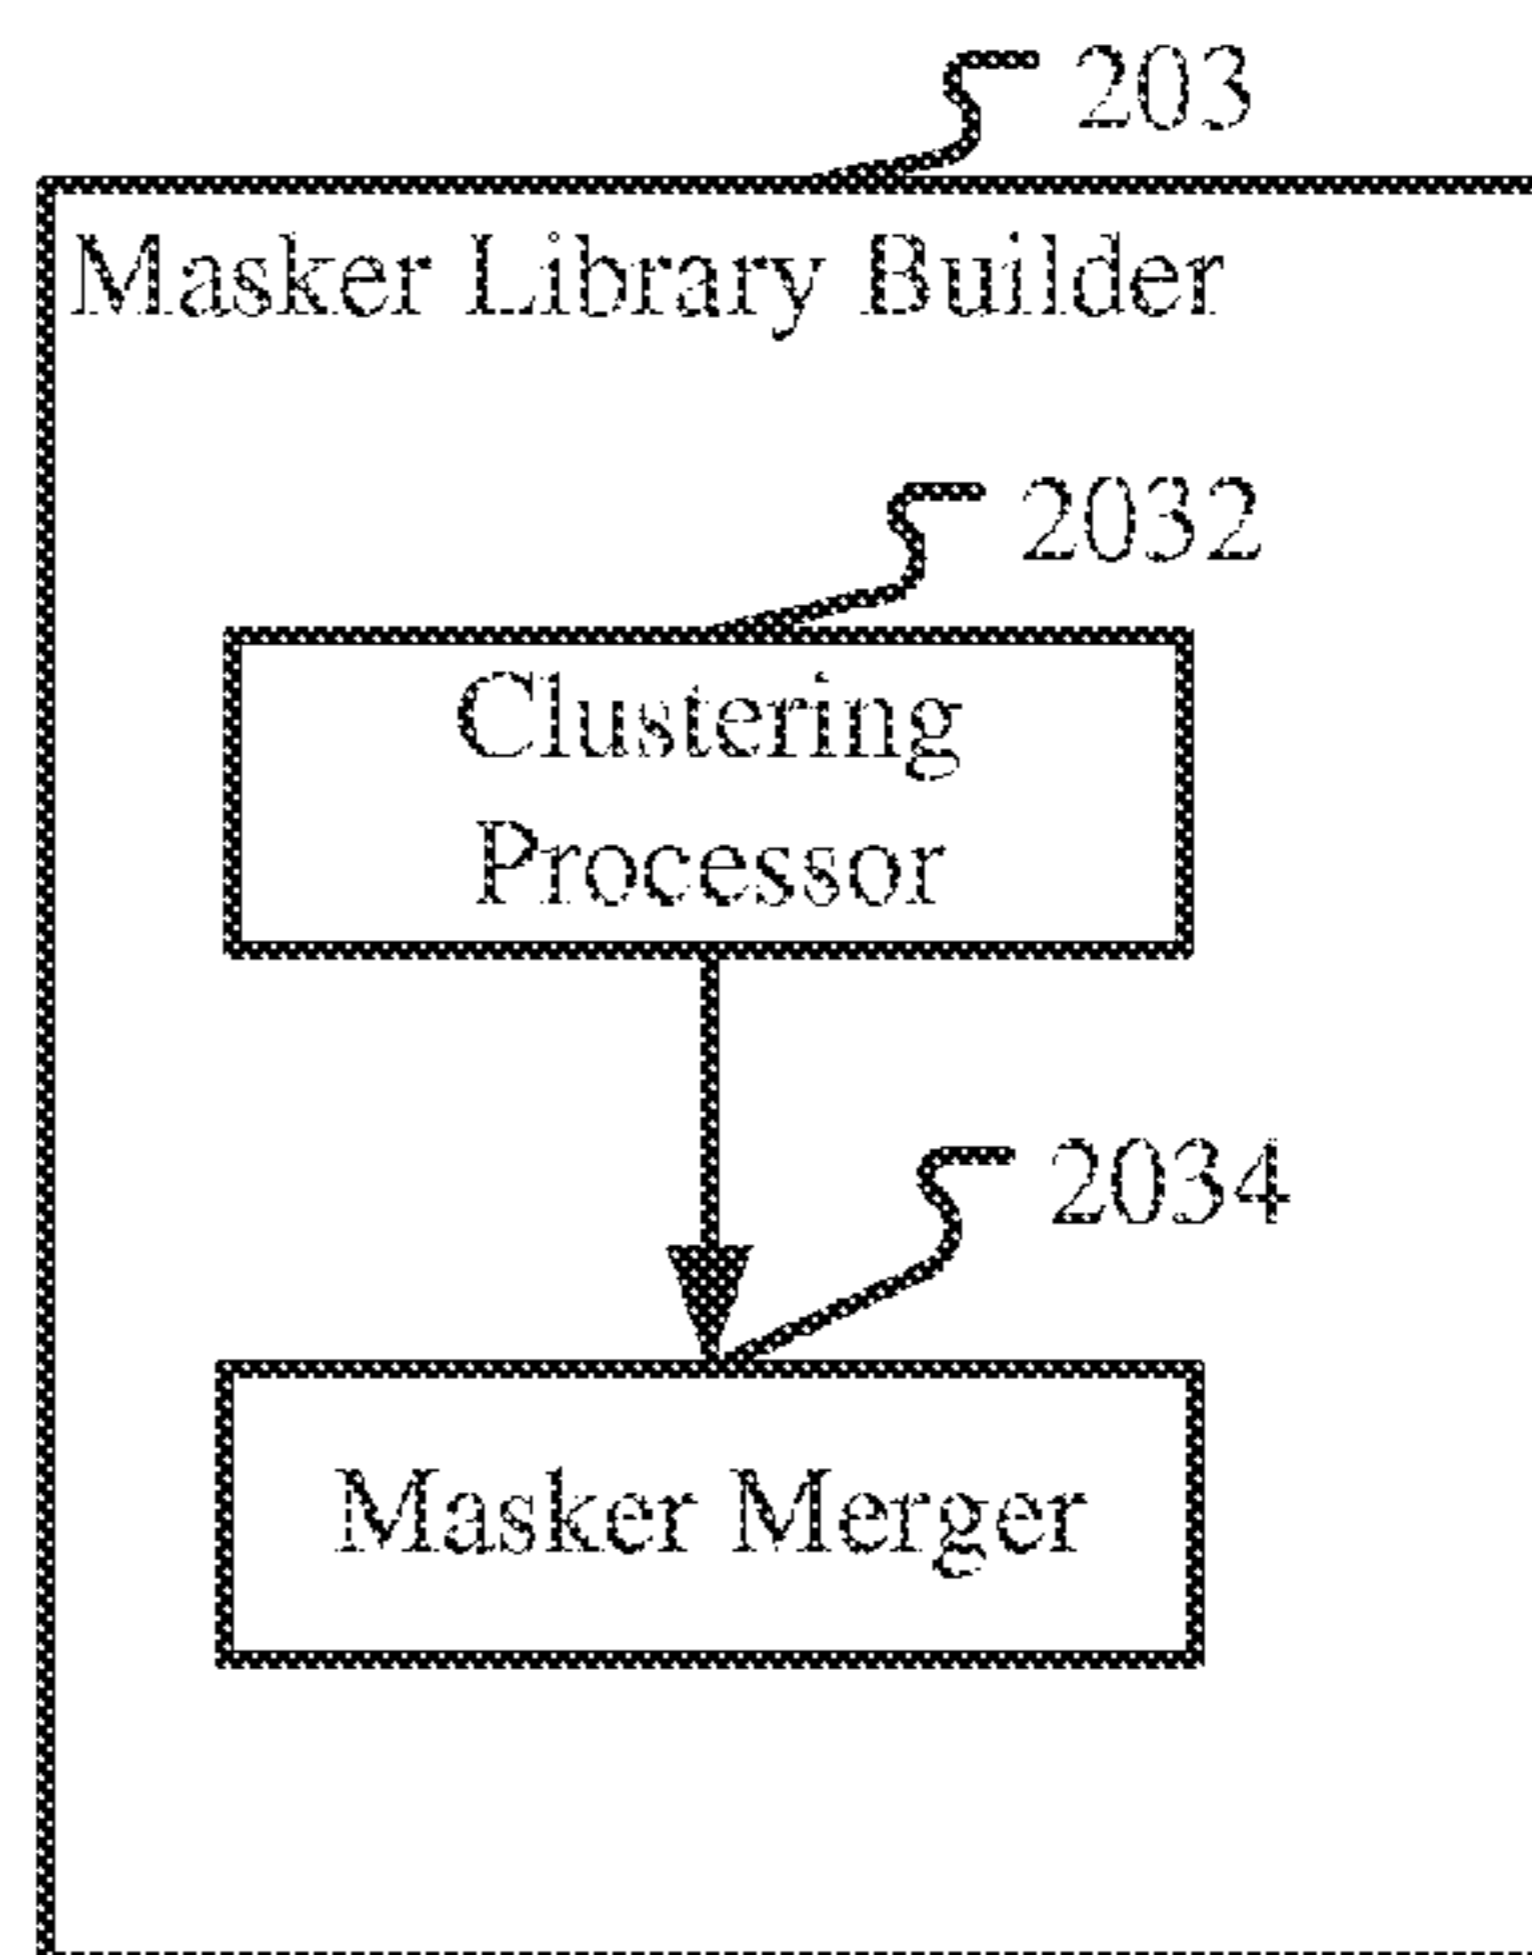 203
Masker Library Builder
2032
Clustering
Processor
2034
Masker Merger